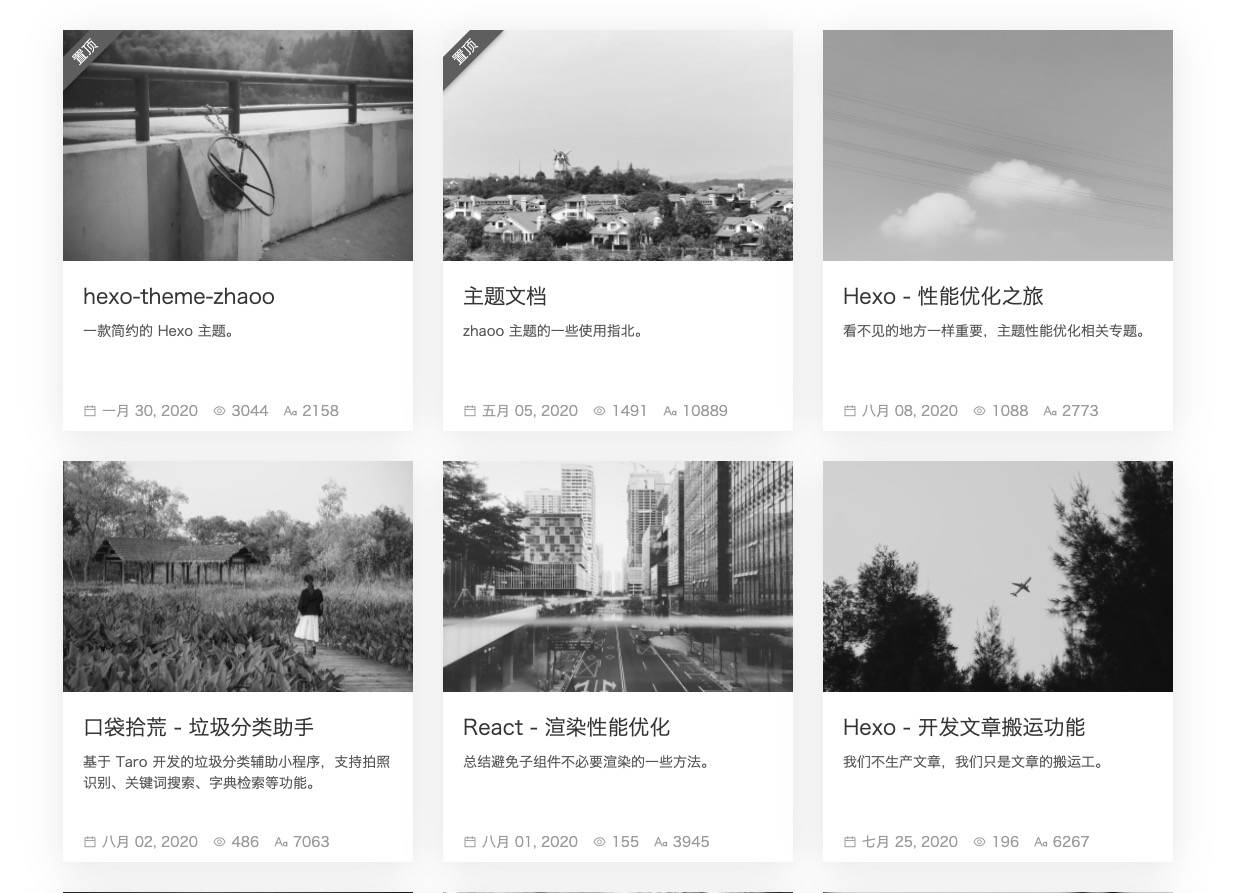 置顶
hexo-theme-zhaoo
一款简约的 Hexo 主题。
一月 30, 2020 3044 Aa 2158
置顶
主题文档
zhaoo 主题的一些使用指北。
五月 05, 2020 1491 Aa 10889
Hexo - 性能优化之旅
看不见的地方一样重要，主题性能优化相关专题。
八月 08, 2020 1088 Aa 2773
口袋拾荒 - 垃圾分类助手
基于 Taro 开发的垃圾分类辅助小程序，支持拍照
识别、关键词搜索、字典检索等功能。
八月 02, 2020 486 Aa 7063
React - 渲染性能优化
总结避免子组件不必要渲染的一些方法。
八月 01, 2020 155 Aa 3945
Hexo - 开发文章搬运功能
我们不生产文章，我们只是文章的搬运工。
七月 25, 2020 196 Aa 6267